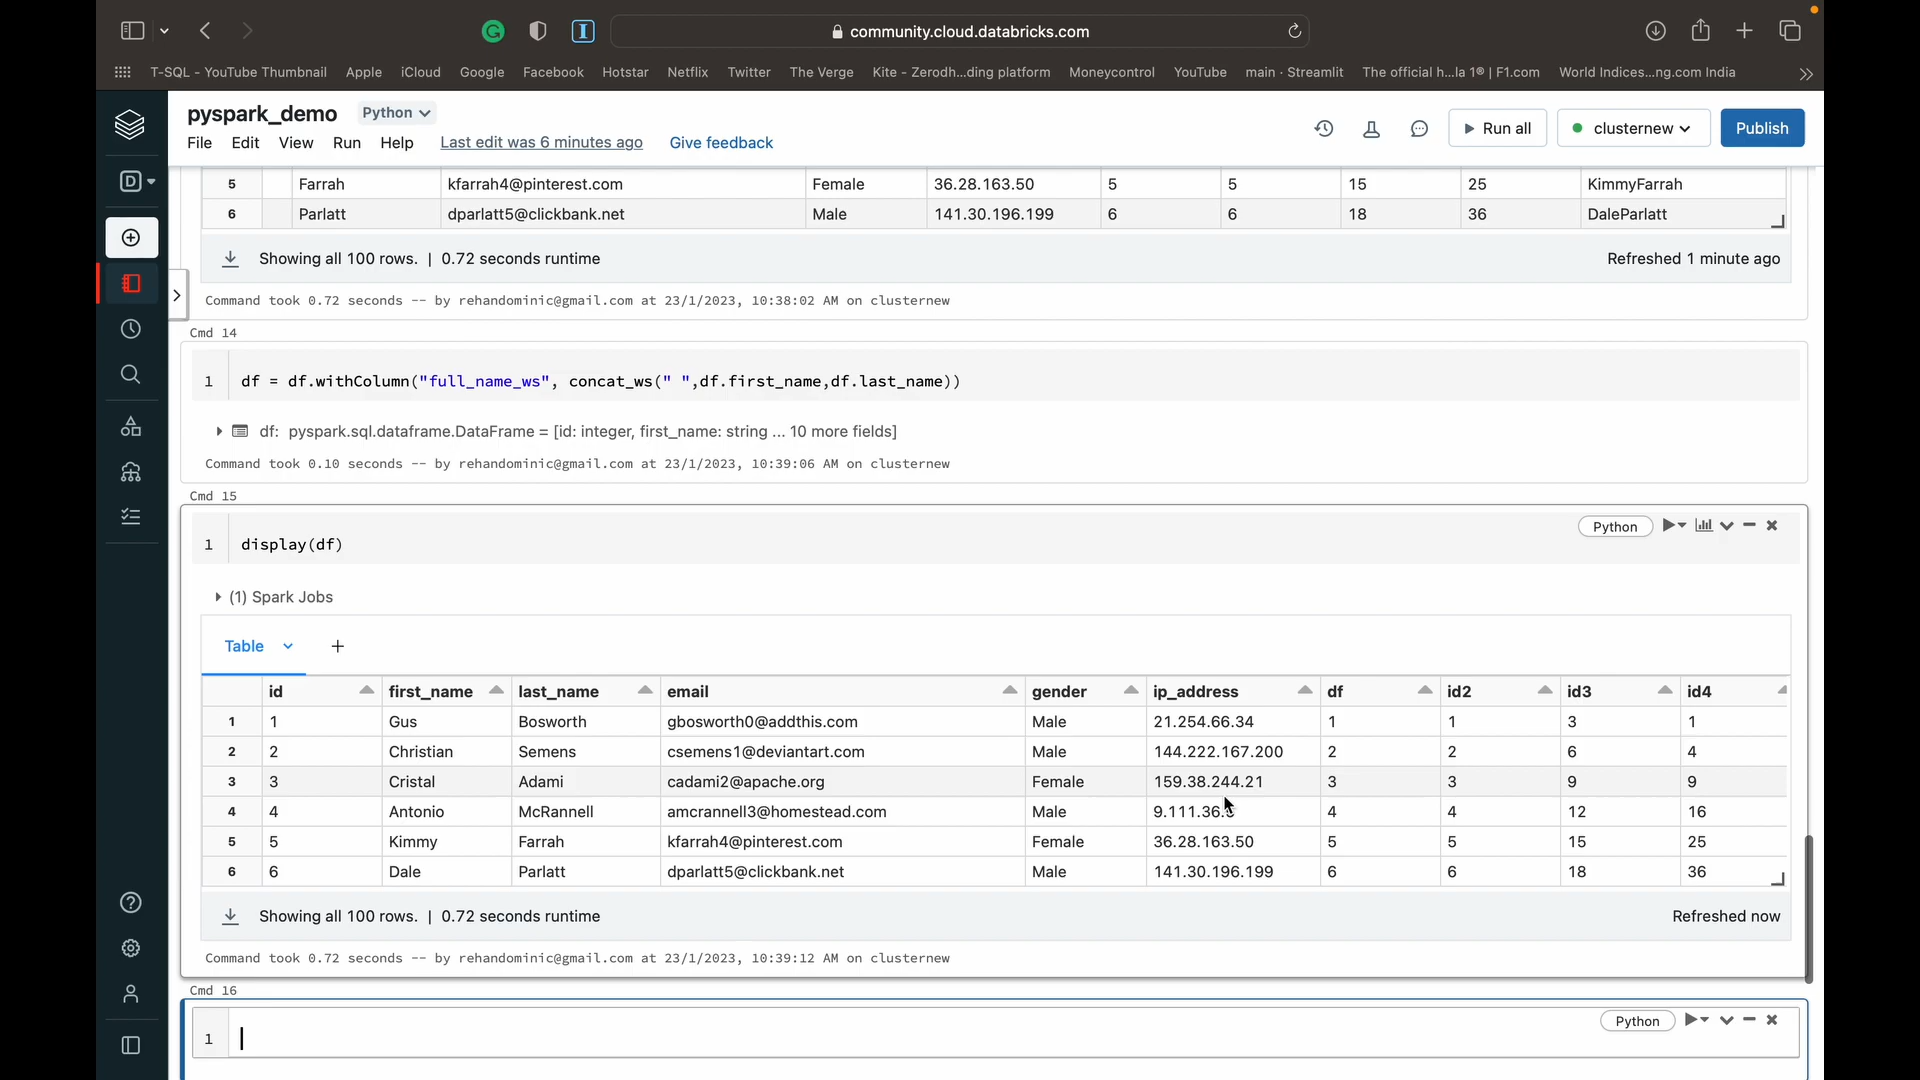 community.cloud.databricks.com
T-SQL - YouTube Thumbnail Apple iCloud Google Facebook Hotstar Netflix Twitter The Verge Kite - Zerodh...ding platform Moneycontrol YouTube main · Streamlit The official h...la 1® | F1.com World Indices...ng.com India
pyspark_demo Python
File Edit View Run Help Last edit was 6 minutes ago Give feedback
Run all clusternew Publish
D
5 Farrah kfarrah4@pinterest.com Female 36.28.163.50 5 5 15 25 KimmyFarrah
6 Parlatt dparlatt5@clickbank.net Male 141.30.196.199 6 6 18 36 DaleParlatt
Showing all 100 rows. | 0.72 seconds runtime Refreshed 1 minute ago
Command took 0.72 seconds -- by rehandominic@gmail.com at 23/1/2023, 10:38:02 AM on clusternew
Cmd 14
1 df = df.withColumn("full_name_ws", concat_ws(" ",df.first_name,df.last_name))
df: pyspark.sql.dataframe.DataFrame = [id: integer, first_name: string ... 10 more fields]
Command took 0.10 seconds -- by rehandominic@gmail.com at 23/1/2023, 10:39:06 AM on clusternew
Cmd 15
Python
1 display(df)
(1) Spark Jobs
Table +
id first_name last_name email gender ip_address df id2 id3 id4
1 1 Gus Bosworth gbosworth0@addthis.com Male 21.254.66.34 1 1 3 1
2 2 Christian Semens csemens1@deviantart.com Male 144.222.167.200 2 2 6 4
3 3 Cristal Adami cadami2@apache.org Female 159.38.244.21 3 3 9 9
4 4 Antonio McRannell amcrannell3@homestead.com Male 4 4 12 16
5 5 Kimmy Farrah kfarrah4@pinterest.com Female 36.28.163.50 5 5 15 25
6 6 Dale Parlatt dparlatt5@clickbank.net Male 141.30.196.199 6 6 18 36
Showing all 100 rows. | 0.72 seconds runtime Refreshed now
Command took 0.72 seconds -- by rehandominic@gmail.com at 23/1/2023, 10:39:12 AM on clusternew
Cmd 16
Python
1